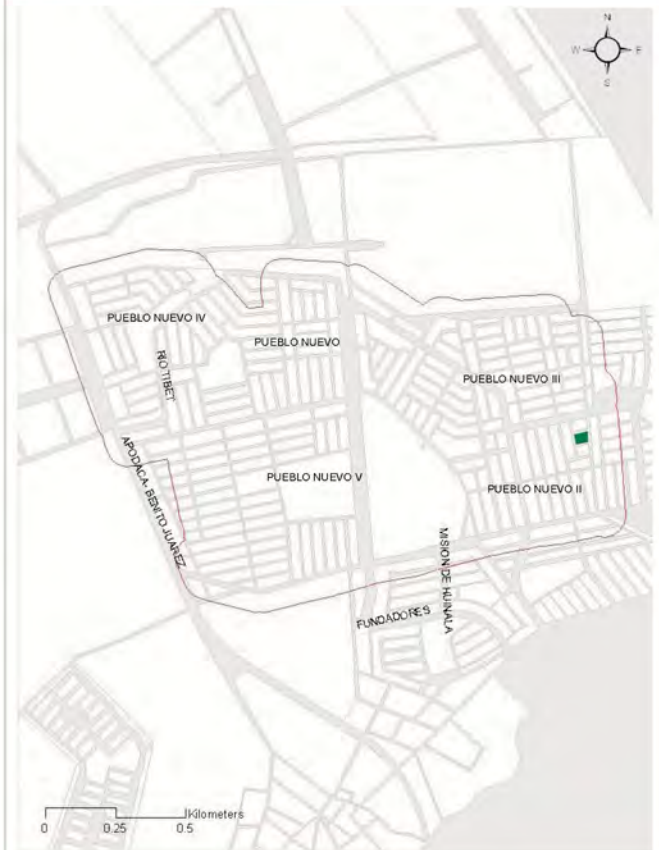 N
W E
S
PUEBLO NUEVO IV
PUEBLO NUEVO
RIO TIBET
PUEBLO NUEVO III
APODACA- BENITO JUAREZ
PUEBLO NUEVO V
PUEBLO NUEVO II
MISION DE HUINALA
FUNDADORES
Kilometers
0 0.25 0.5